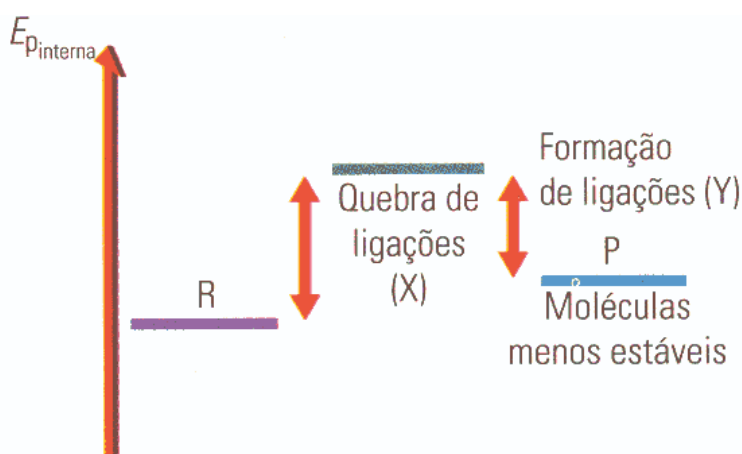 Ep interna
Formação
de ligações (Y)
Quebra de
ligações
(X)
P
R
Moléculas
menos estáveis